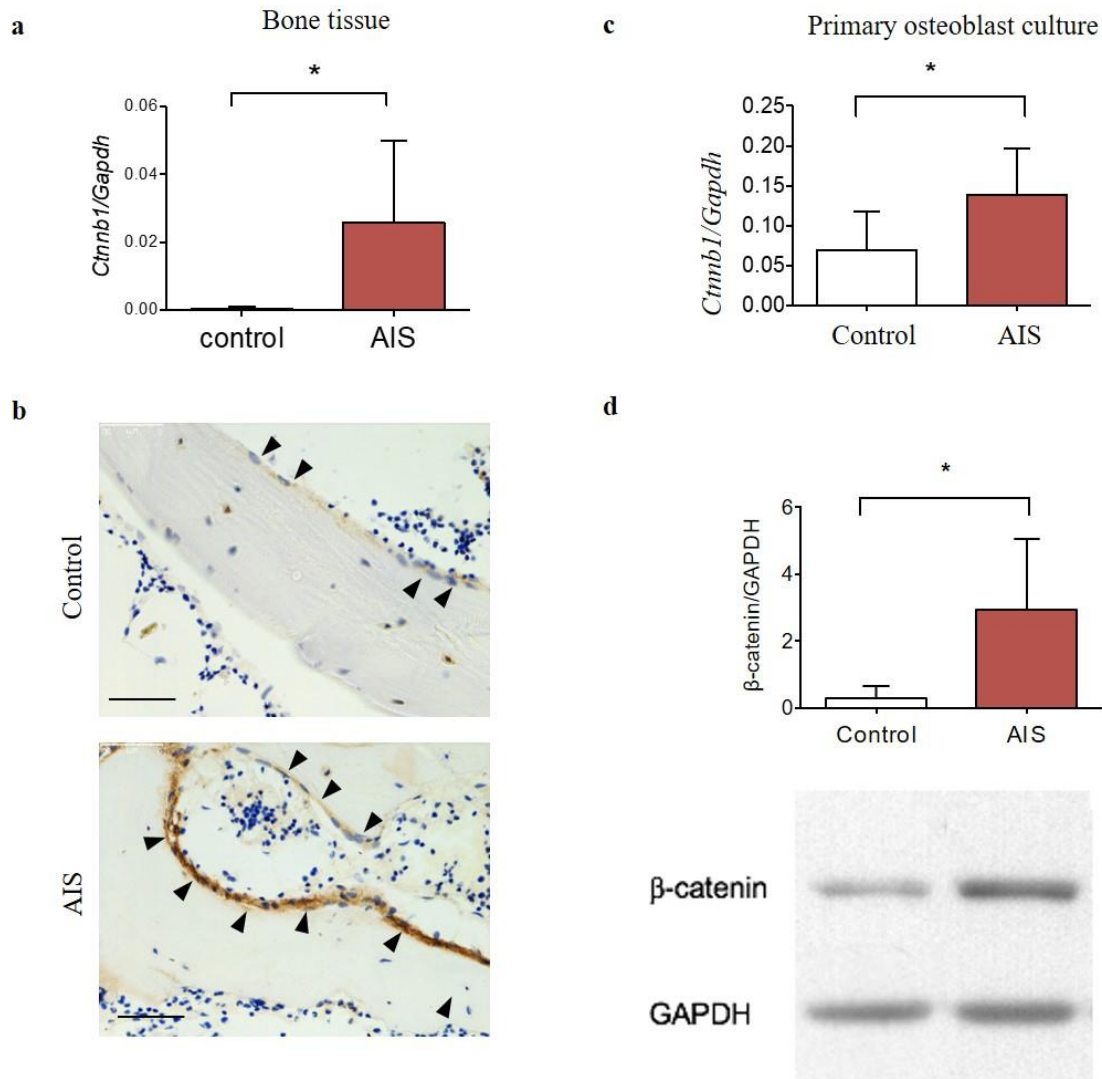 a
Bone tissue
*
Ctnnb1/Gapdh
0.06
0.04
0.02
0.00
control
AIS
b
Control
AIS
c
Primary osteoblast culture
*
Ctnnb1/Gapdh
0.25
0.20
0.15
0.10
0.05
0.00
Control
AIS
d
*
β-catenin/GAPDH
6
4
2
0
Control
AIS
β-catenin
GAPDH